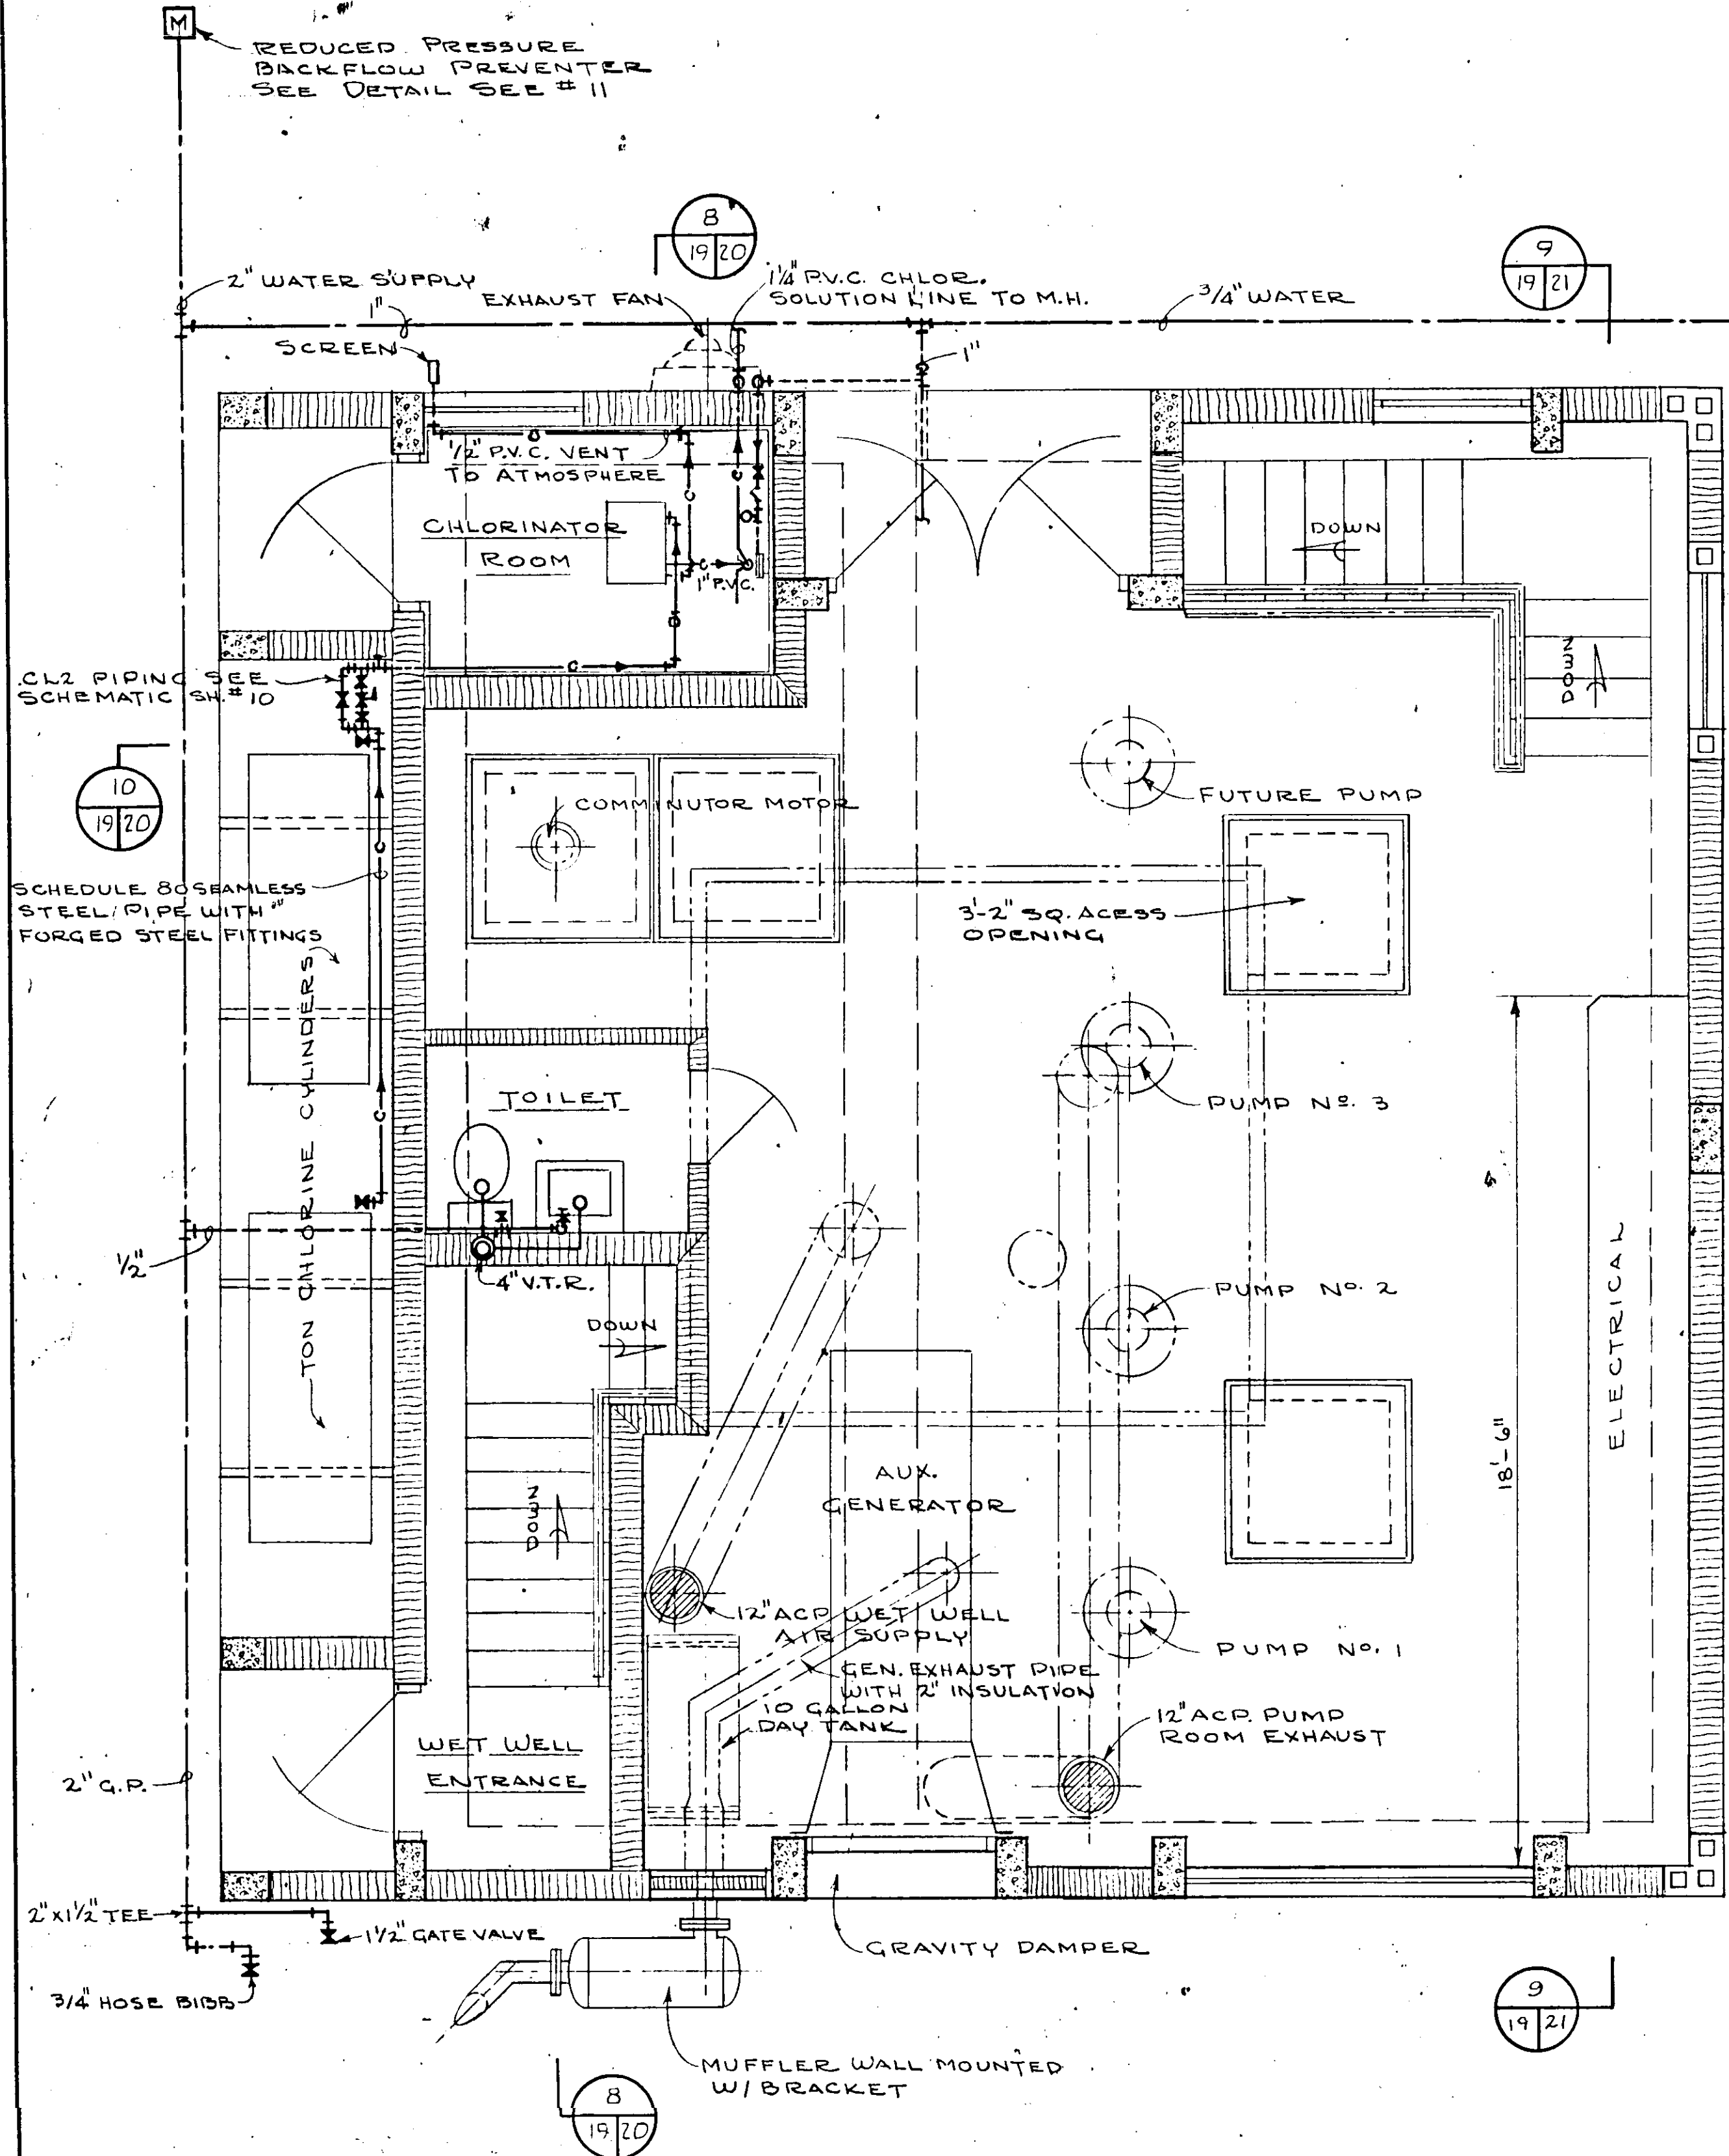 M
REDUCED PRESSURE
BACKFLOW PREVENTER
SEE DETAIL SEE # 11
8
19 20
9
19 21
2" WATER SUPPLY
1"
EXHAUST FAN
1¼" P.V.C. CHLOR.
SOLUTION LINE TO M.H.
3/4" WATER
SCREEN
1"
1/2" P.V.C. VENT
TO ATMOSPHERE
C
C
CHLORINATOR
ROOM
C
1" P.V.C.
DOWN
DOWN
C
CL2 PIPING SEE
SCHEMATIC SH. # 10
10
19 20
COMMINUTOR MOTOR
FUTURE PUMP
C
SCHEDULE 80 SEAMLESS
STEEL PIPE WITH
FORGED STEEL FITTINGS
3'-2" SQ. ACESS
OPENING
TON CHLORINE CYLINDERS
C
TOILET
PUMP Nº. 3
1/2"
4" V.T.R.
PUMP No. 2
DOWN
ELECTRICAL
18'-6"
AUX.
GENERATOR
DOWN
12" ACP WET WELL
AIR SUPPLY
PUMP No. 1
GEN. EXHAUST PIPE
WITH 2" INSULATION
10 GALLON
DAY TANK
12" ACP. PUMP
ROOM EXHAUST
WET WELL
ENTRANCE
2" G.P.
2" x 1½" TEE
1½" GATE VALVE
GRAVITY DAMPER
3/4" HOSE BIBB
9
19 21
MUFFLER WALL MOUNTED
W/ BRACKET
8
19 20